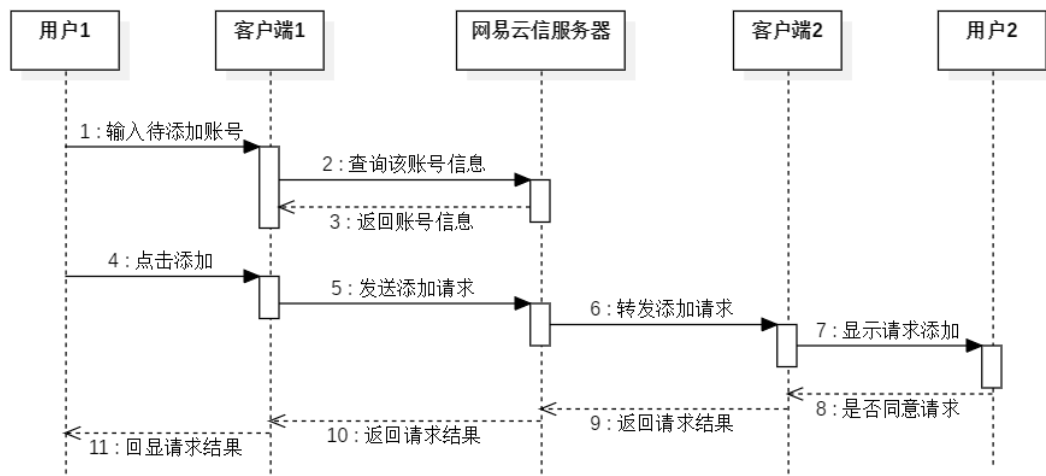 用户1
客户端1
网易云信服务器
客户端2
用户2
1 : 输入待添加账号
2 : 查询该账号信息
3 : 返回账号信息
4 : 点击添加
5 : 发送添加请求
6 : 转发添加请求
7 : 显示请求添加
8 : 是否同意请求
9 : 返回请求结果
10 : 返回请求结果
11 : 回显请求结果